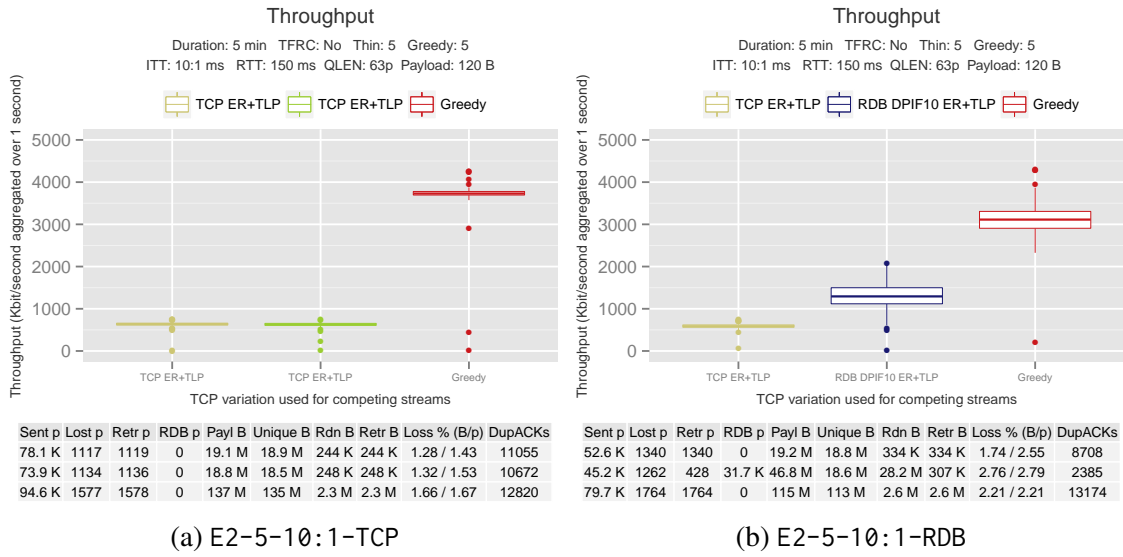 Throughput
Duration: 5 min TFRC: No Thin: 5 Greedy: 5
ITT: 10:1 ms RTT: 150 ms QLEN: 63p Payload: 120 B
TCP ER+TLP TCP ER+TLP Greedy
Throughput (Kbit/second aggregated over 1 second)
5000
4000
3000
2000
1000
0
TCP ER+TLP TCP ER+TLP Greedy
TCP variation used for competing streams
Sent p Lost p Retr p RDB p Payl B Unique B Rdn B Retr B Loss % (B/p) DupACKs
78.1 K 1117 1119 0 19.1 M 18.9 M 244 K 244 K 1.28 / 1.43 11055
73.9 K 1134 1136 0 18.8 M 18.5 M 248 K 248 K 1.32 / 1.53 10672
94.6 K 1577 1578 0 137 M 135 M 2.3 M 2.3 M 1.66 / 1.67 12820
(a) E2-5-10:1-TCP
Throughput
Duration: 5 min TFRC: No Thin: 5 Greedy: 5
ITT: 10:1 ms RTT: 150 ms QLEN: 63p Payload: 120 B
TCP ER+TLP RDB DPIF10 ER+TLP Greedy
Throughput (Kbit/second aggregated over 1 second)
5000
4000
3000
2000
1000
0
TCP ER+TLP RDB DPIF10 ER+TLP Greedy
TCP variation used for competing streams
Sent p Lost p Retr p RDB p Payl B Unique B Rdn B Retr B Loss % (B/p) DupACKs
52.6 K 1340 1340 0 19.2 M 18.8 M 334 K 334 K 1.74 / 2.55 8708
45.2 K 1262 428 31.7 K 46.8 M 18.6 M 28.2 M 307 K 2.76 / 2.79 2385
79.7 K 1764 1764 0 115 M 113 M 2.6 M 2.6 M 2.21 / 2.21 13174
(b) E2-5-10:1-RDB